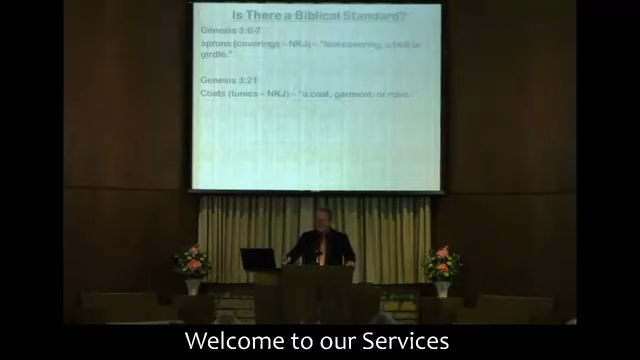 Is There a Biblical Standard?
Genesis 3:6-7
aprons (coverings – NKJ) – "loin covering, a belt or
girdle."
Genesis 3:21
Coats (tunics – NKJ) – "a coat, garment, or robe.
Welcome to our Services